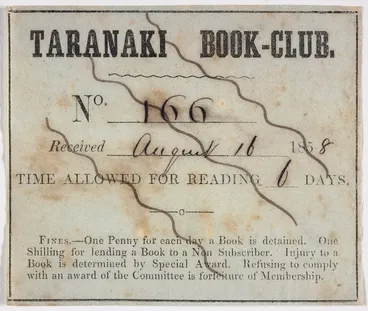 TARANAKI BOOK-CLUB.
No. 166
Received August 16 1858
TIME ALLOWED FOR READING 6 DAYS.
FINES.—One Penny for each day a Book is detained. One
Shilling for lending a Book to a Non Subscriber. Injury to a
Book is determined by Special Award. Refusing to comply
with an award of the Committee is forfeiture of Membership.